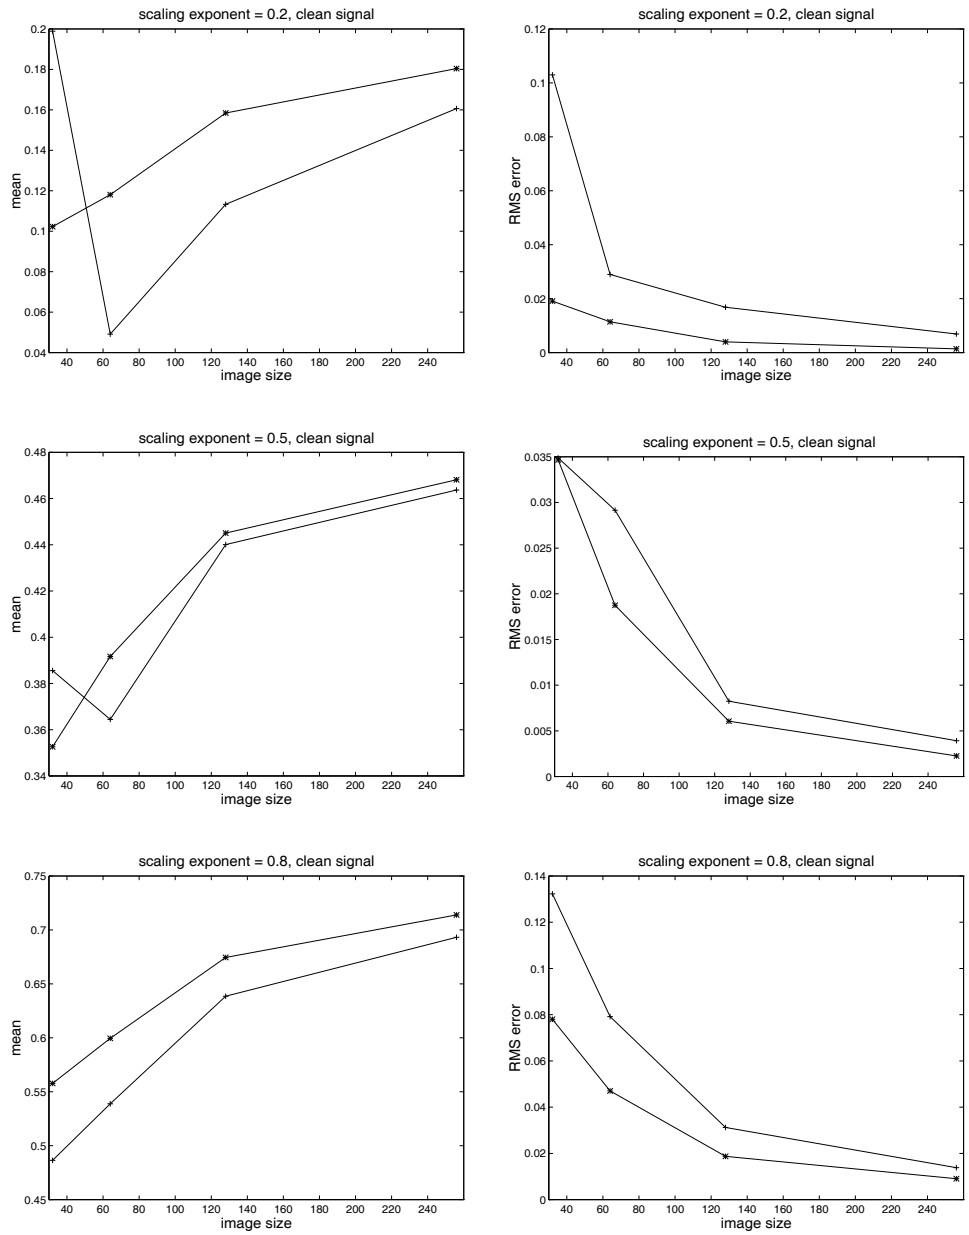 scaling exponent = 0.2, clean signal
0.2
0.18
0.16
0.14
0.12
0.1
0.08
0.06
0.04
mean
40 60 80 100 120 140 160 180 200 220 240
image size
scaling exponent = 0.2, clean signal
0.12
0.1
0.08
0.06
0.04
0.02
0
RMS error
40 60 80 100 120 140 160 180 200 220 240
image size
scaling exponent = 0.5, clean signal
0.48
0.46
0.44
0.42
0.4
0.38
0.36
0.34
mean
40 60 80 100 120 140 160 180 200 220 240
image size
scaling exponent = 0.5, clean signal
0.035
0.03
0.025
0.02
0.015
0.01
0.005
0
RMS error
40 60 80 100 120 140 160 180 200 220 240
image size
scaling exponent = 0.8, clean signal
0.75
0.7
0.65
0.6
0.55
0.5
0.45
mean
40 60 80 100 120 140 160 180 200 220 240
image size
scaling exponent = 0.8, clean signal
0.14
0.12
0.1
0.08
0.06
0.04
0.02
0
RMS error
40 60 80 100 120 140 160 180 200 220 240
image size